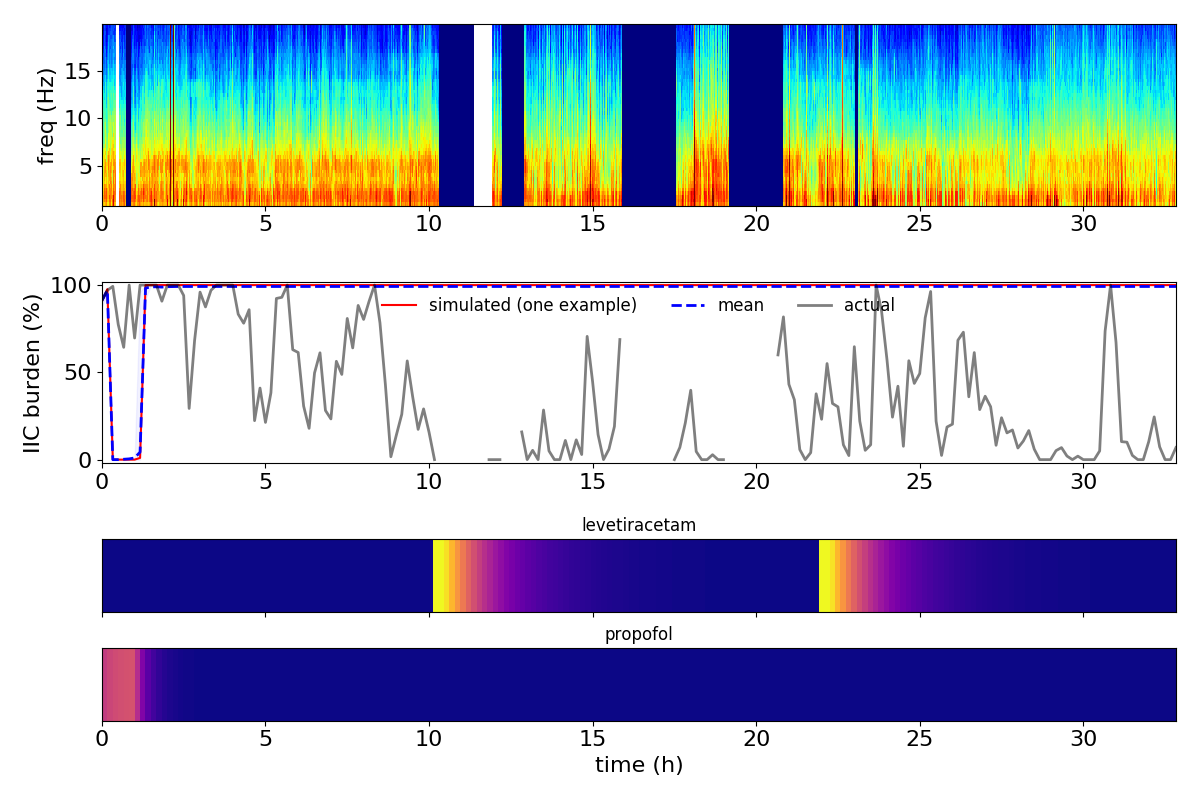 freq (Hz)
15
10
5
0 5 10 15 20 25 30
IIC burden (%)
100
50
0
simulated (one example) mean actual
0 5 10 15 20 25 30
levetiracetam
propofol
0 5 10 15 20 25 30
time (h)